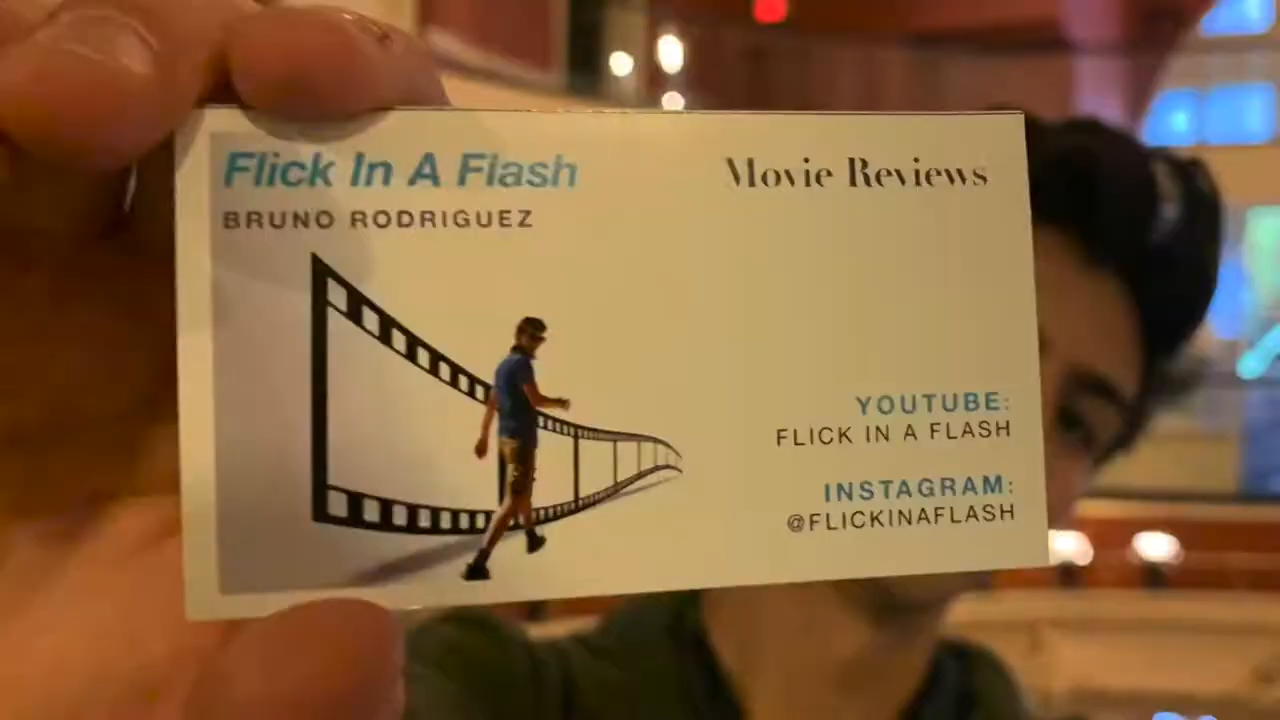 Flick In A Flash
BRUNO RODRIGUEZ
Movie Reviews
YOUTUBE:
FLICK IN A FLASH
INSTAGRAM:
@FLICKINAFLASH